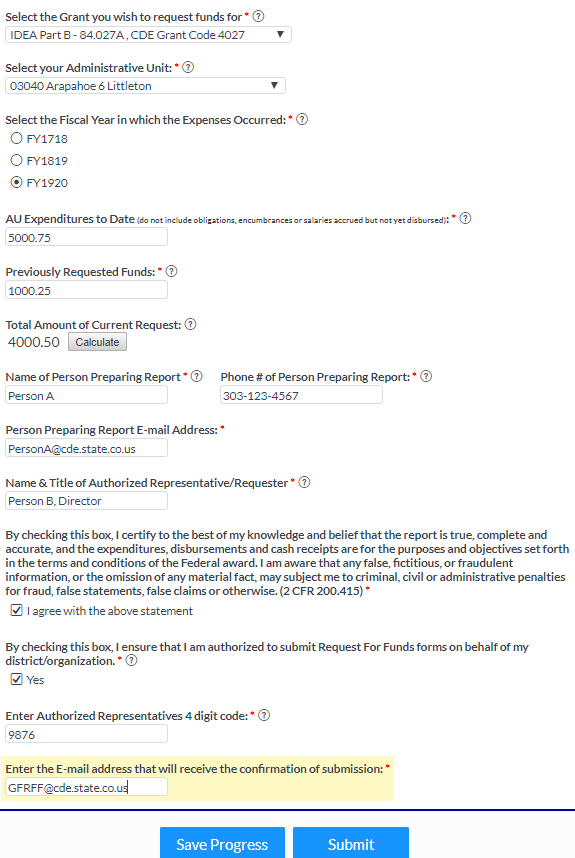 Select the Grant you wish to request funds for * ?
IDEA Part B - 84.027A , CDE Grant Code 4027 ▼
Select your Administrative Unit: * ?
03040 Arapahoe 6 Littleton ▼
Select the Fiscal Year in which the Expenses Occurred: * ?
FY1718
FY1819
FY1920
AU Expenditures to Date (do not include obligations, encumbrances or salaries accrued but not yet disbursed): * ?
5000.75
Previously Requested Funds: * ?
1000.25
Total Amount of Current Request: ?
4000.50 Calculate
Name of Person Preparing Report * ? Phone # of Person Preparing Report: * ?
Person A 303-123-4567
Person Preparing Report E-mail Address: *
PersonA@cde.state.co.us
Name & Title of Authorized Representative/Requester * ?
Person B, Director
By checking this box, I certify to the best of my knowledge and belief that the report is true, complete and
accurate, and the expenditures, disbursements and cash receipts are for the purposes and objectives set forth
in the terms and conditions of the Federal award. I am aware that any false, fictitious, or fraudulent
information, or the omission of any material fact, may subject me to criminal, civil or administrative penalties
for fraud, false statements, false claims or otherwise. (2 CFR 200.415) *
I agree with the above statement
By checking this box, I ensure that I am authorized to submit Request For Funds forms on behalf of my
district/organization. * ?
Yes
Enter Authorized Representatives 4 digit code: * ?
9876
Enter the E-mail address that will receive the confirmation of submission: *
GFRFF@cde.state.co.us
Save Progress Submit